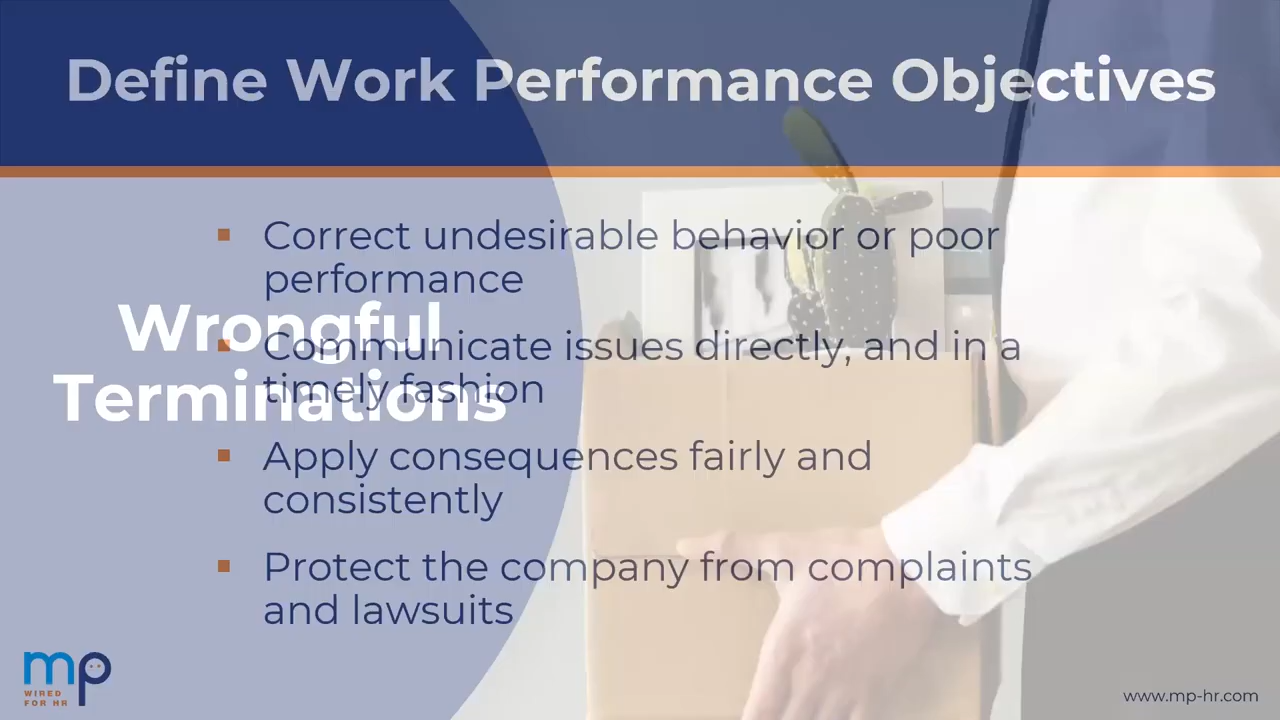 Define Work Performance Objectives
Correct undesirable behavior or poor
performance
Wrongful
Terminations
Communicate issues directly, and in a
timely fashion
Apply consequences fairly and
consistently
Protect the company from complaints
and lawsuits
mp
WIRED
FOR HR
www.mp-hr.com